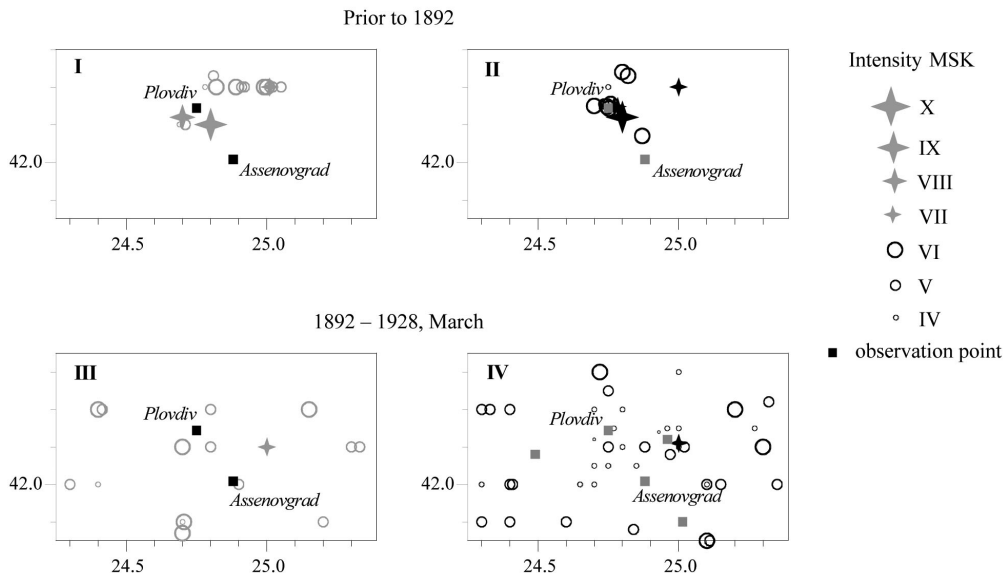 Prior to 1892
I
Plovdiv
Assenovgrad
42.0
24.5 25.0
II
Plovdiv
Assenovgrad
42.0
24.5 25.0
Intensity MSK
X
IX
VIII
VII
VI
V
IV
observation point
1892 – 1928, March
III
Plovdiv
Assenovgrad
42.0
24.5 25.0
IV
Plovdiv
Assenovgrad
42.0
24.5 25.0